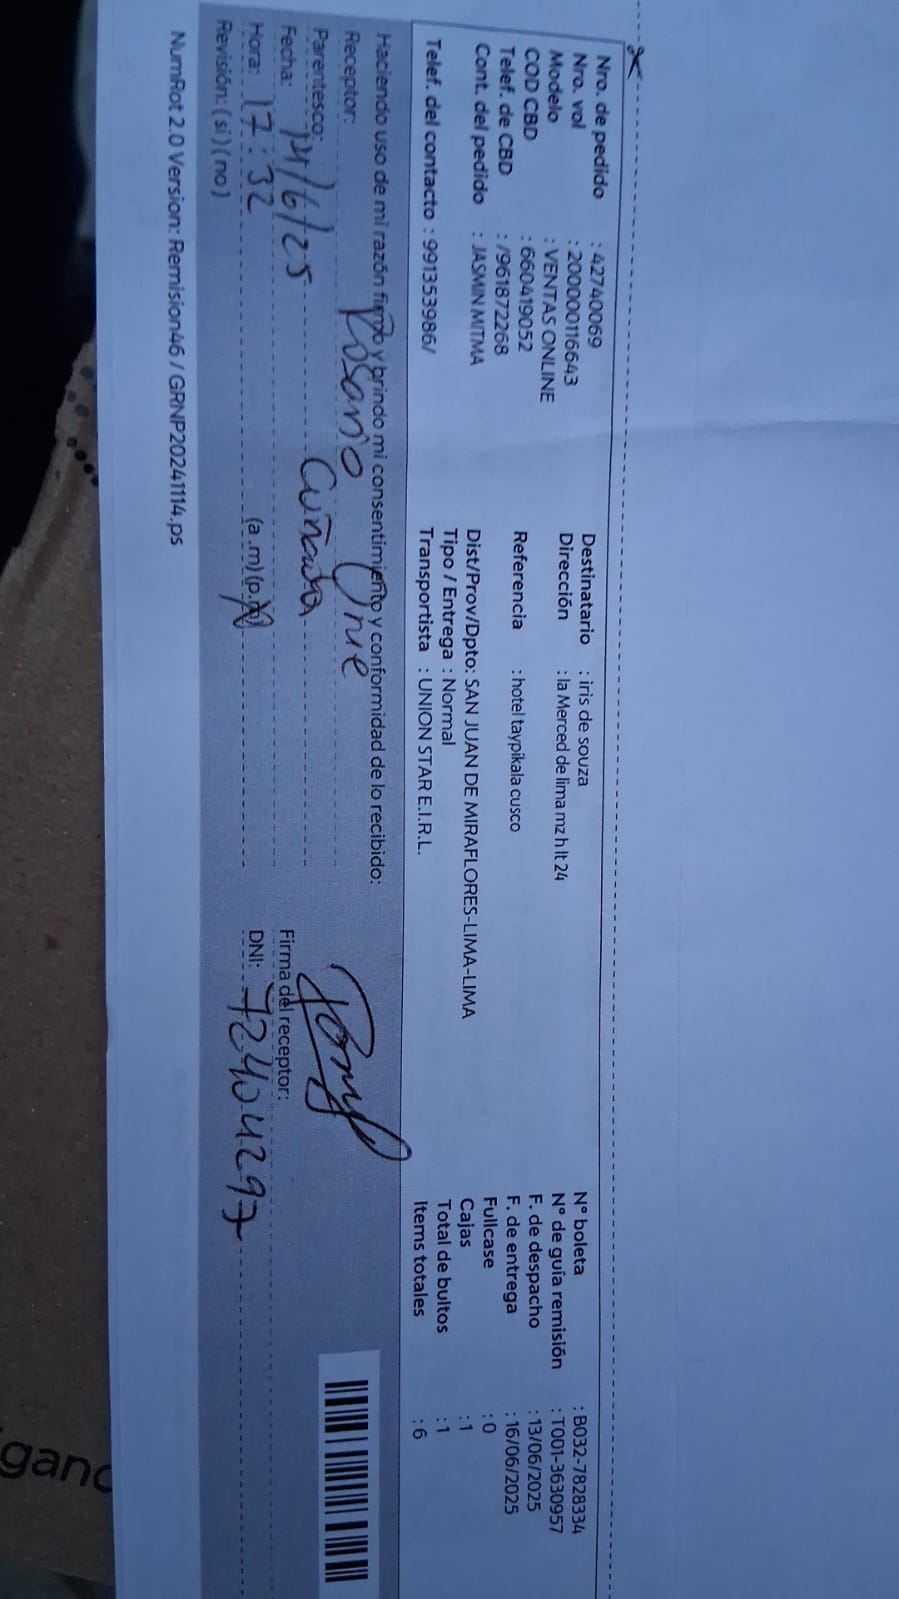 Nro. de pedido : 42740069
Nro. vol : 200000116643
Modelo : VENTAS ONLINE
COD CBD : 660419052
Telef. de CBD : /961872268
Cont. del pedido : JASMIN MITMA
Telef. del contacto : 991353986/
Destinatario : iris de souza
Dirección : la Merced de lima mz h lt 24
Referencia : hotel taypikala cusco
Dist/Prov/Dpto: SAN JUAN DE MIRAFLORES-LIMA-LIMA
Tipo / Entrega : Normal
Transportista : UNION STAR E.I.R.L.
N° boleta : B032-7828334
N° de guía remisión : T001-3630957
F. de despacho : 13/06/2025
F. de entrega : 16/06/2025
Fullcase : 0
Cajas : 1
Total de bultos : 1
Items totales : 6
Haciendo uso de mi razón firmo y brindo mi consentimiento y conformidad de lo recibido:
Receptor: Rosario
Parentesco: Cuñada
Fecha: 14/6/25
Hora: 17:32 (a .m) (p.m)
Revisión: ( si ) ( no )
Firma del receptor:
DNI: 72404297
NumRot 2.0 Version: Remision46 / GRNP20241114.ps